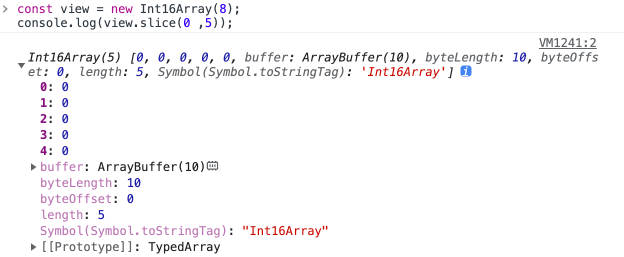 > const view = new Int16Array(8);
console.log(view.slice(0 ,5));
VM1241:2
Int16Array(5) [0, 0, 0, 0, 0, buffer: ArrayBuffer(10), byteLength: 10, byteOffs
et: 0, length: 5, Symbol(Symbol.toStringTag): 'Int16Array'] i
0: 0
1: 0
2: 0
3: 0
4: 0
buffer: ArrayBuffer(10)
byteLength: 10
byteOffset: 0
length: 5
Symbol(Symbol.toStringTag): "Int16Array"
[[Prototype]]: TypedArray